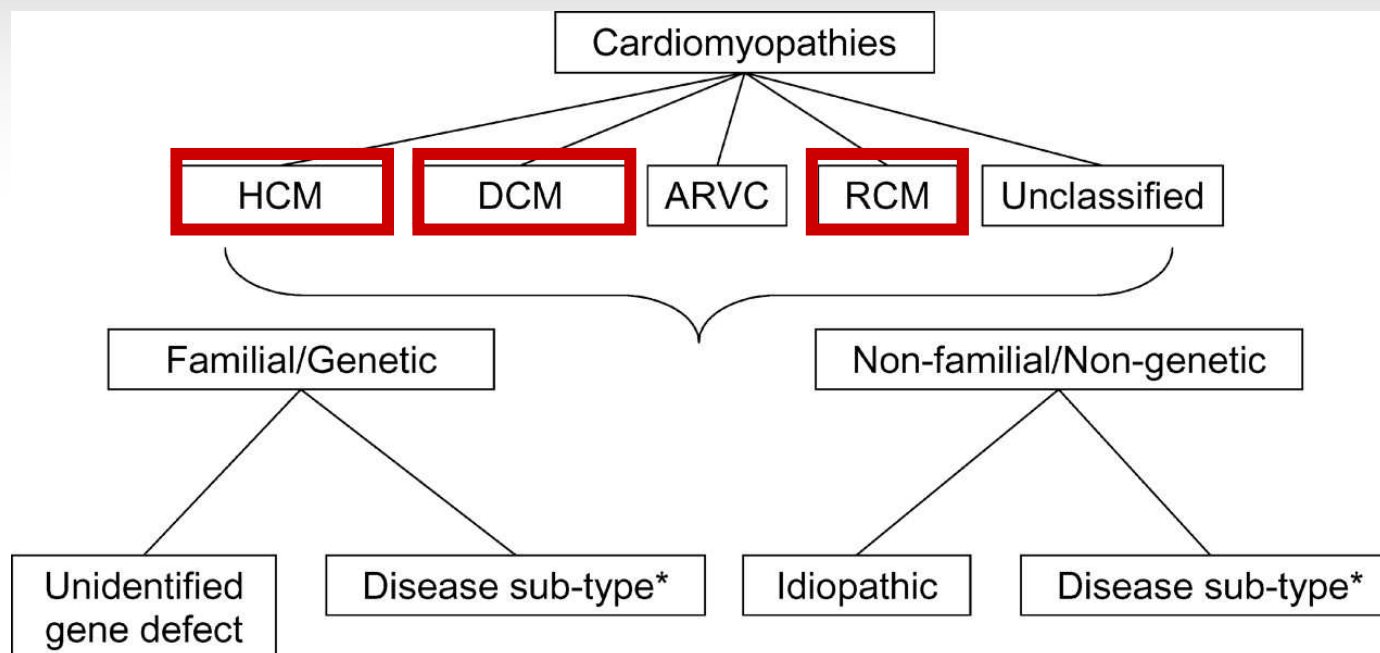 Cardiomyopathies
HCM
DCM
ARVC
RCM
Unclassified
Familial/Genetic
Non-familial/Non-genetic
Unidentified
gene defect
Disease sub-type*
Idiopathic
Disease sub-type*